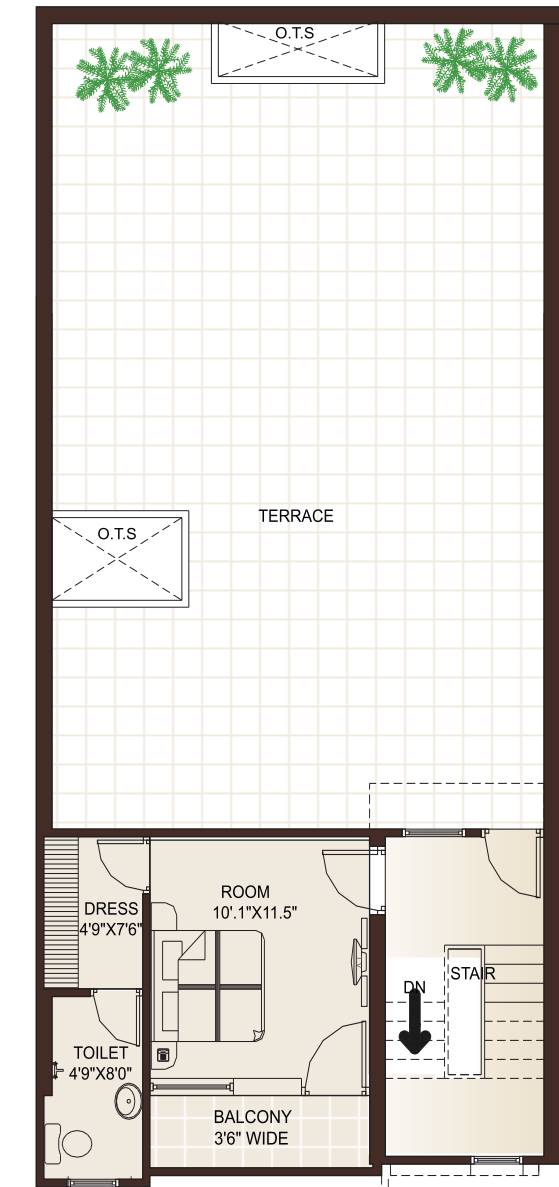 O.T.S
TERRACE
O.T.S
ROOM
10'.1"X11.5"
DRESS
4'9"X7'6"
STAIR
DN
TOILET
4'9"X8'0"
BALCONY
3'6" WIDE